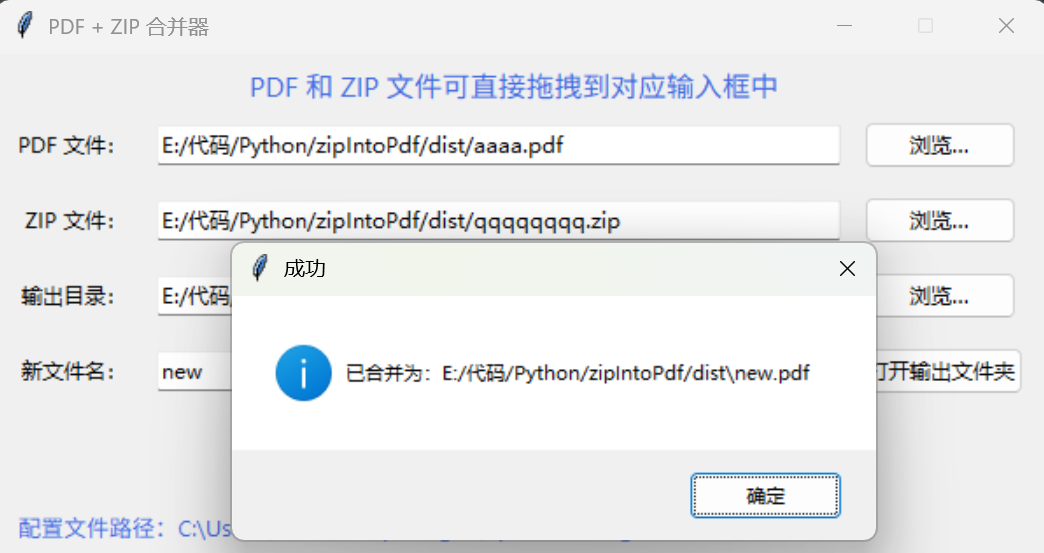 PDF + ZIP 合并器
PDF 和 ZIP 文件可直接拖拽到对应输入框中
PDF 文件: E:/代码/Python/zipIntoPdf/dist/aaaa.pdf 浏览...
ZIP 文件: E:/代码/Python/zipIntoPdf/dist/qqqqqqqq.zip 浏览...
成功
输出目录: E:/代码/ 浏览...
已合并为: E:/代码/Python/zipIntoPdf/dist\new.pdf
新文件名: new 打开输出文件夹
确定
配置文件路径: C:\Us